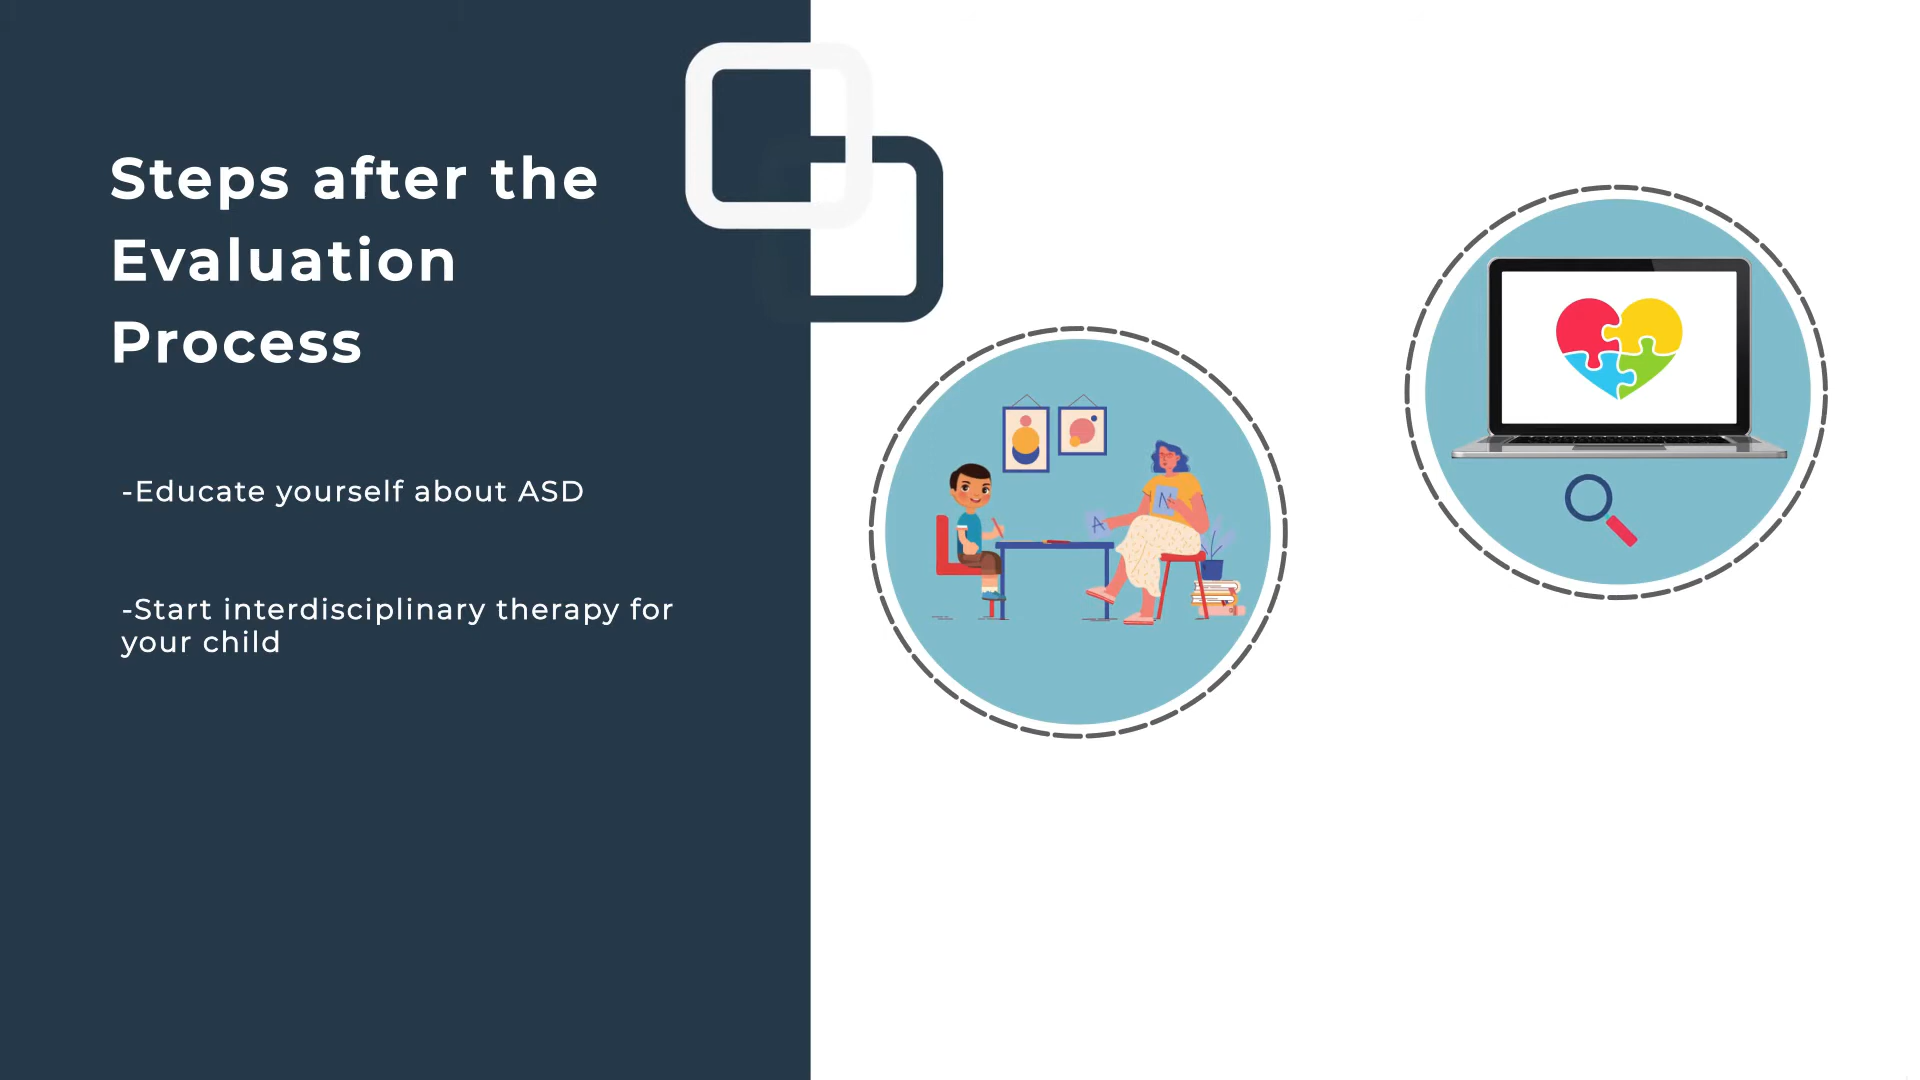 Steps after the
Evaluation
Process
-Educate yourself about ASD
-Start interdisciplinary therapy for
your child
A
N